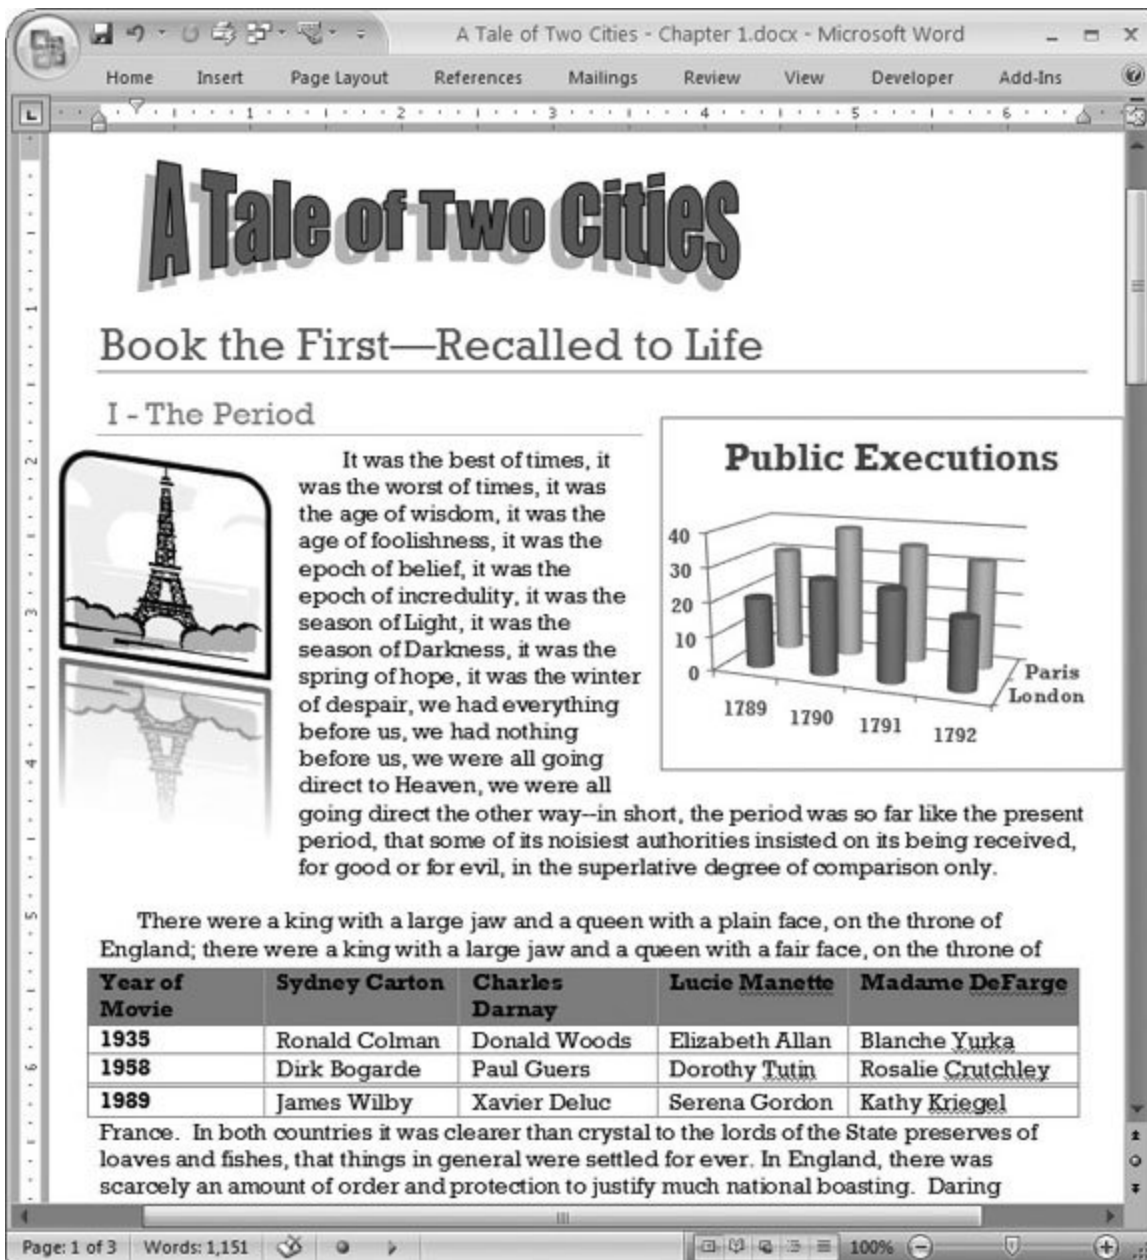 A Tale of Two Cities - Chapter 1.docx - Microsoft Word
Home Insert Page Layout References Mailings Review View Developer Add-Ins
1 2 3 4 5 6
A Tale of Two Cities
Book the First—Recalled to Life
I - The Period
It was the best of times, it
was the worst of times, it was
the age of wisdom, it was the
age of foolishness, it was the
epoch of belief, it was the
epoch of incredulity, it was the
season of Light, it was the
season of Darkness, it was the
spring of hope, it was the winter
of despair, we had everything
before us, we had nothing
before us, we were all going
direct to Heaven, we were all
going direct the other way--in short, the period was so far like the present
period, that some of its noisiest authorities insisted on its being received,
for good or for evil, in the superlative degree of comparison only.
Public Executions
40
30
20
10
0
1789 1790 1791 1792
Paris
London
There were a king with a large jaw and a queen with a plain face, on the throne of
England; there were a king with a large jaw and a queen with a fair face, on the throne of
Year of Movie Sydney Carton Charles Darnay Lucie Manette Madame DeFarge
1935 Ronald Colman Donald Woods Elizabeth Allan Blanche Yurka
1958 Dirk Bogarde Paul Guers Dorothy Tutin Rosalie Crutchley
1989 James Wilby Xavier Deluc Serena Gordon Kathy Kriegel
France. In both countries it was clearer than crystal to the lords of the State preserves of
loaves and fishes, that things in general were settled for ever. In England, there was
scarcely an amount of order and protection to justify much national boasting. Daring
Page: 1 of 3 Words: 1,151 100%
1
2
3
4
5
6